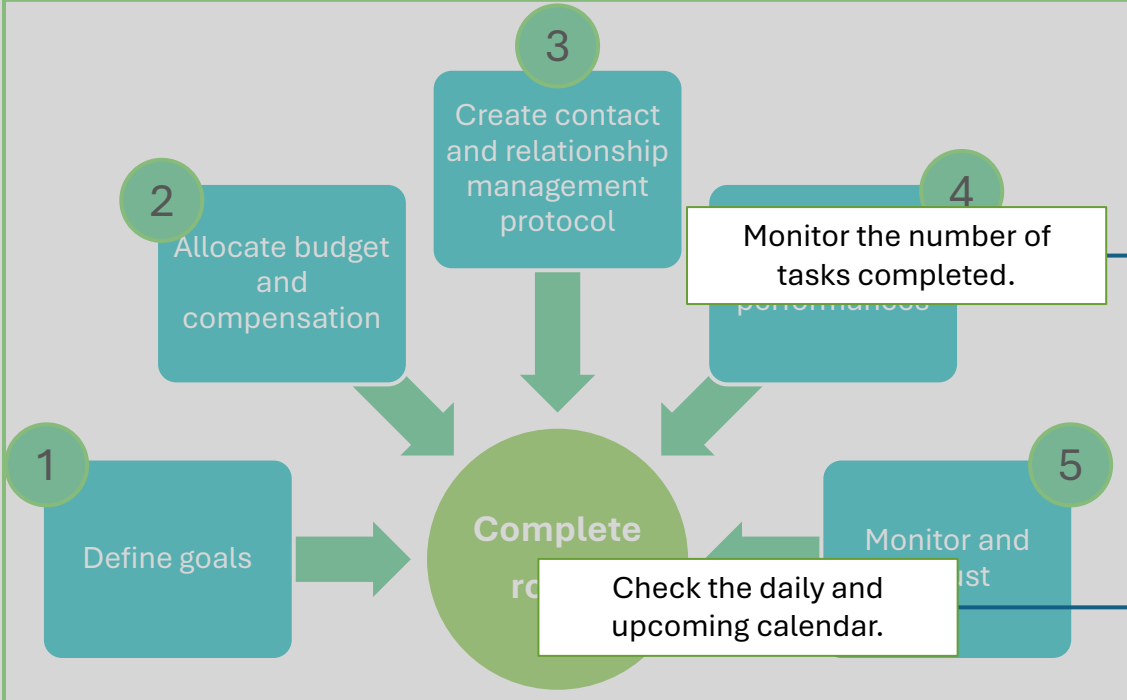 3
Create contact
and relationship
management
protocol
2
Allocate budget
and
compensation
4
Monitor the number of
tasks completed.
1
Define goals
Complete
5
Monitor and
Check the daily and
upcoming calendar.